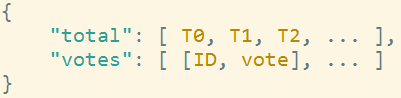 {
"total": [ T0, T1, T2, ... ],
"votes": [ [ID, vote], ... ]
}